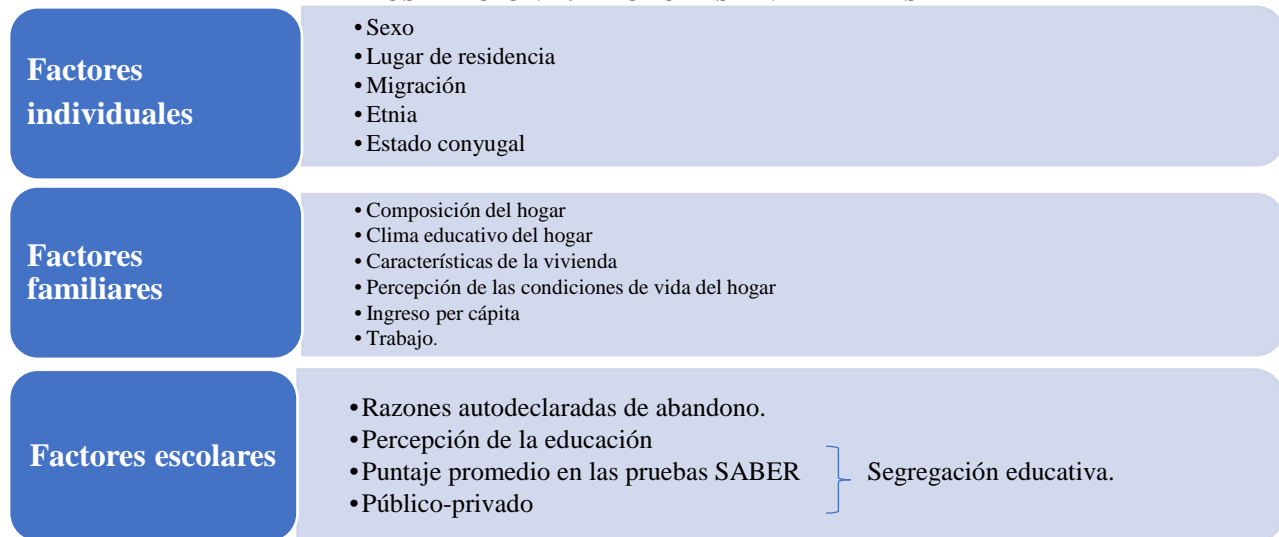 Factores
individuales
• Sexo
• Lugar de residencia
• Migración
• Etnia
• Estado conyugal
Factores
familiares
• Composición del hogar
• Clima educativo del hogar
• Características de la vivienda
• Percepción de las condiciones de vida del hogar
• Ingreso per cápita
• Trabajo.
Factores escolares
• Razones autodeclaradas de abandono.
• Percepción de la educación
• Puntaje promedio en las pruebas SABER
• Público-privado
Segregación educativa.